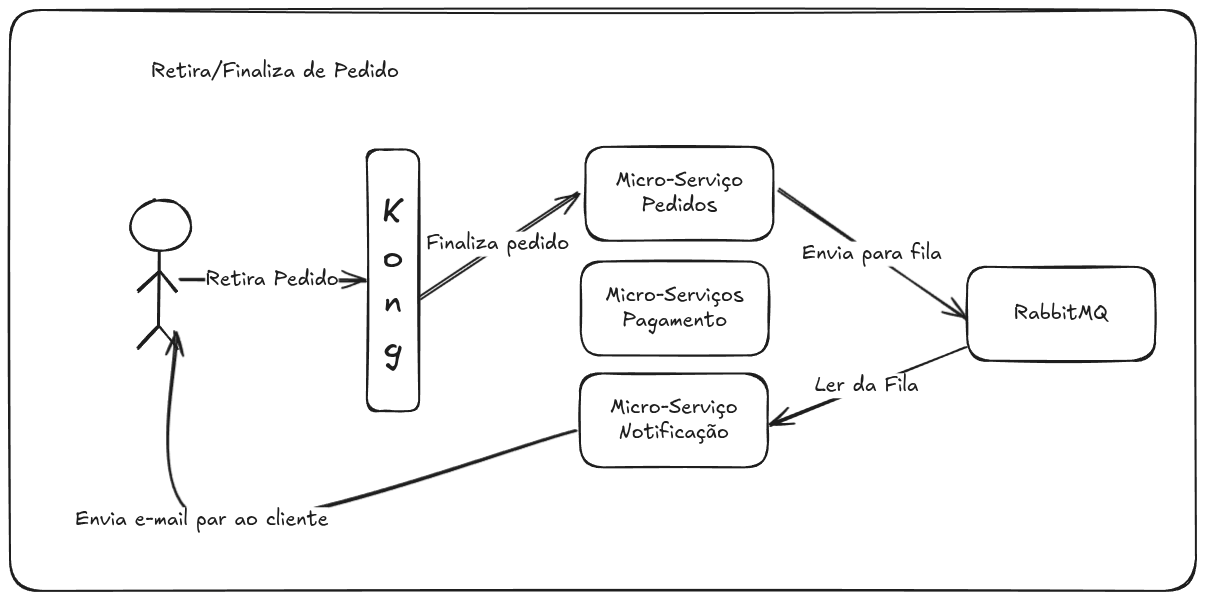 Retira/Finaliza de Pedido
Micro-Serviço
Pedidos
K
o
n
g
Finaliza pedido
Envia para fila
Retira Pedido
Micro-Serviços
Pagamento
RabbitMQ
Ler da Fila
Micro-Serviço
Notificação
Envia e-mail par ao cliente